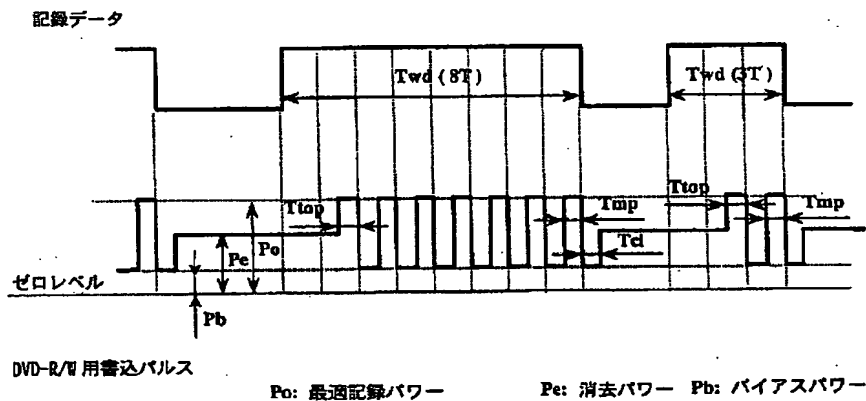 記録データ
Twd ( 8T )
Twd (3T)
Ttop
Tmp
Ttop
Tmp
Tcl
Pe
Po
ゼロレベル
Pb
DVD-R/W 用書込パルス
Po: 最適記録パワー
Pe: 消去パワー
Pb: バイアスパワー